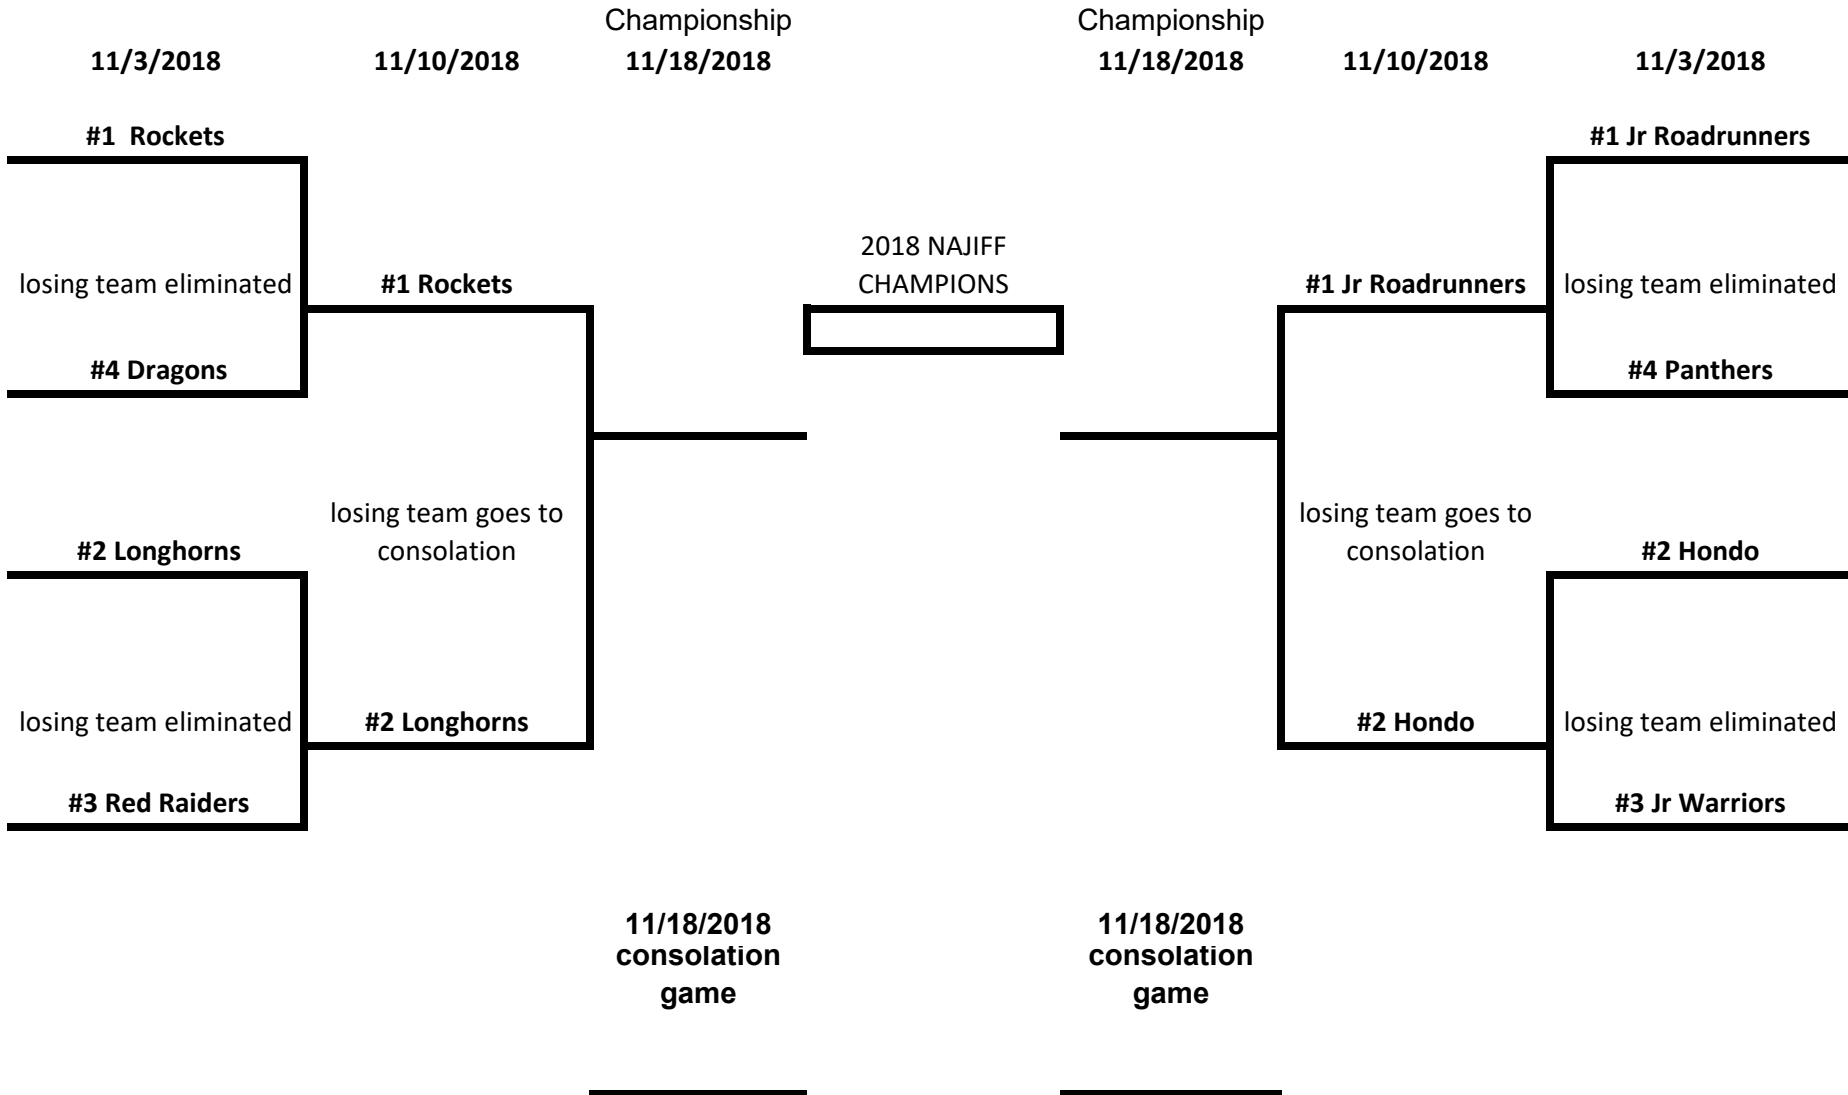 Championship Championship
11/3/2018 11/10/2018 11/18/2018 11/18/2018 11/10/2018 11/3/2018
#1  Rockets #1 Jr Roadrunners
2018 NAJIFF
losing team eliminated #1 Rockets CHAMPIONS #1 Jr Roadrunners losing team eliminated
#4 Dragons #4 Panthers
losing team goes to losing team goes to
#2 Longhorns consolation consolation #2 Hondo
losing team eliminated #2 Longhorns #2 Hondo losing team eliminated
#3 Red Raiders #3 Jr Warriors
11/18/2018 11/18/2018
consolation consolation
game game